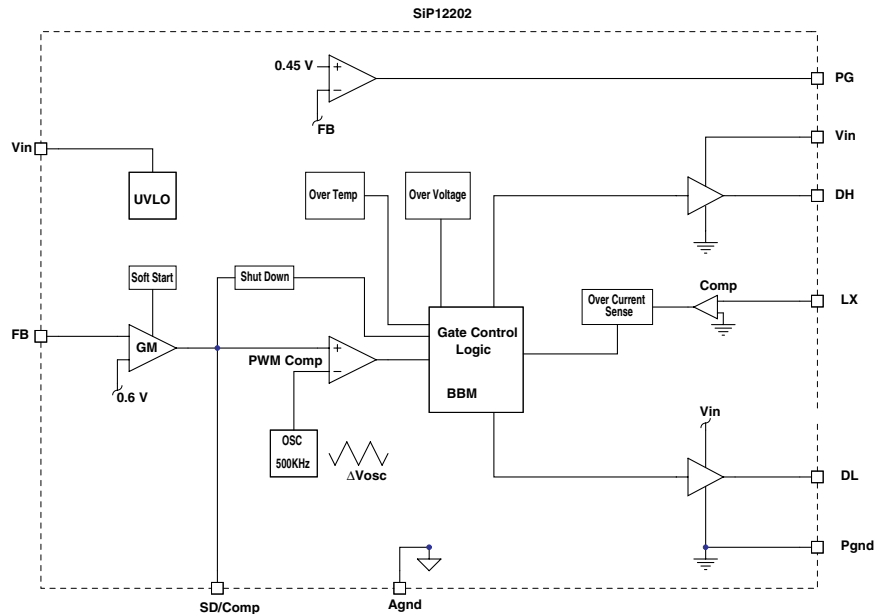 SiP12202
0.45 V
+
−
FB
PG
Vin
Vin
UVLO
Over Temp
Over Voltage
DH
Soft Start
Shut Down
Comp
Over Current
Sense
LX
FB
GM
0.6 V
PWM Comp
+
−
Gate Control
Logic
BBM
OSC
500KHz
ΔVosc
Vin
DL
Pgnd
SD/Comp
Agnd